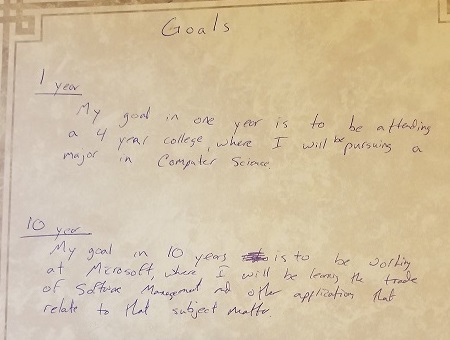 Goals
1 year
My goal in one year is to be attending
a 4 year college, where I will be pursuing a
major in Computer Science.
10 year
My goal in 10 years is to be working
at Microsoft, where I will be learning the trade
of Software Management and other application that
relate to that subject matter.